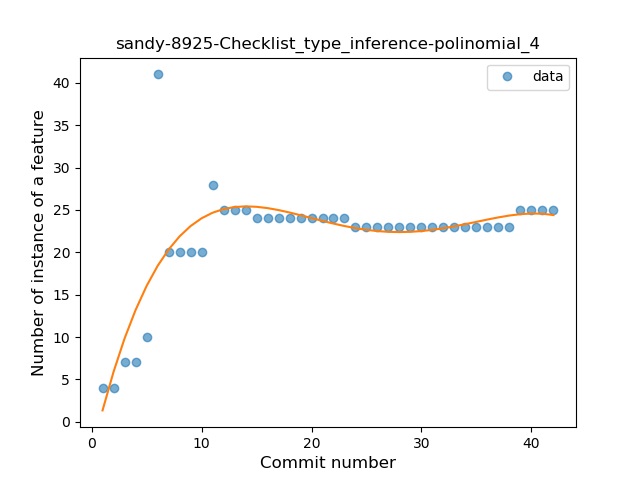 sandy-8925-Checklist_type_inference-polinomial_4
data
Number of instance of a feature
40
35
30
25
20
15
10
5
0
0 10 20 30 40
Commit number